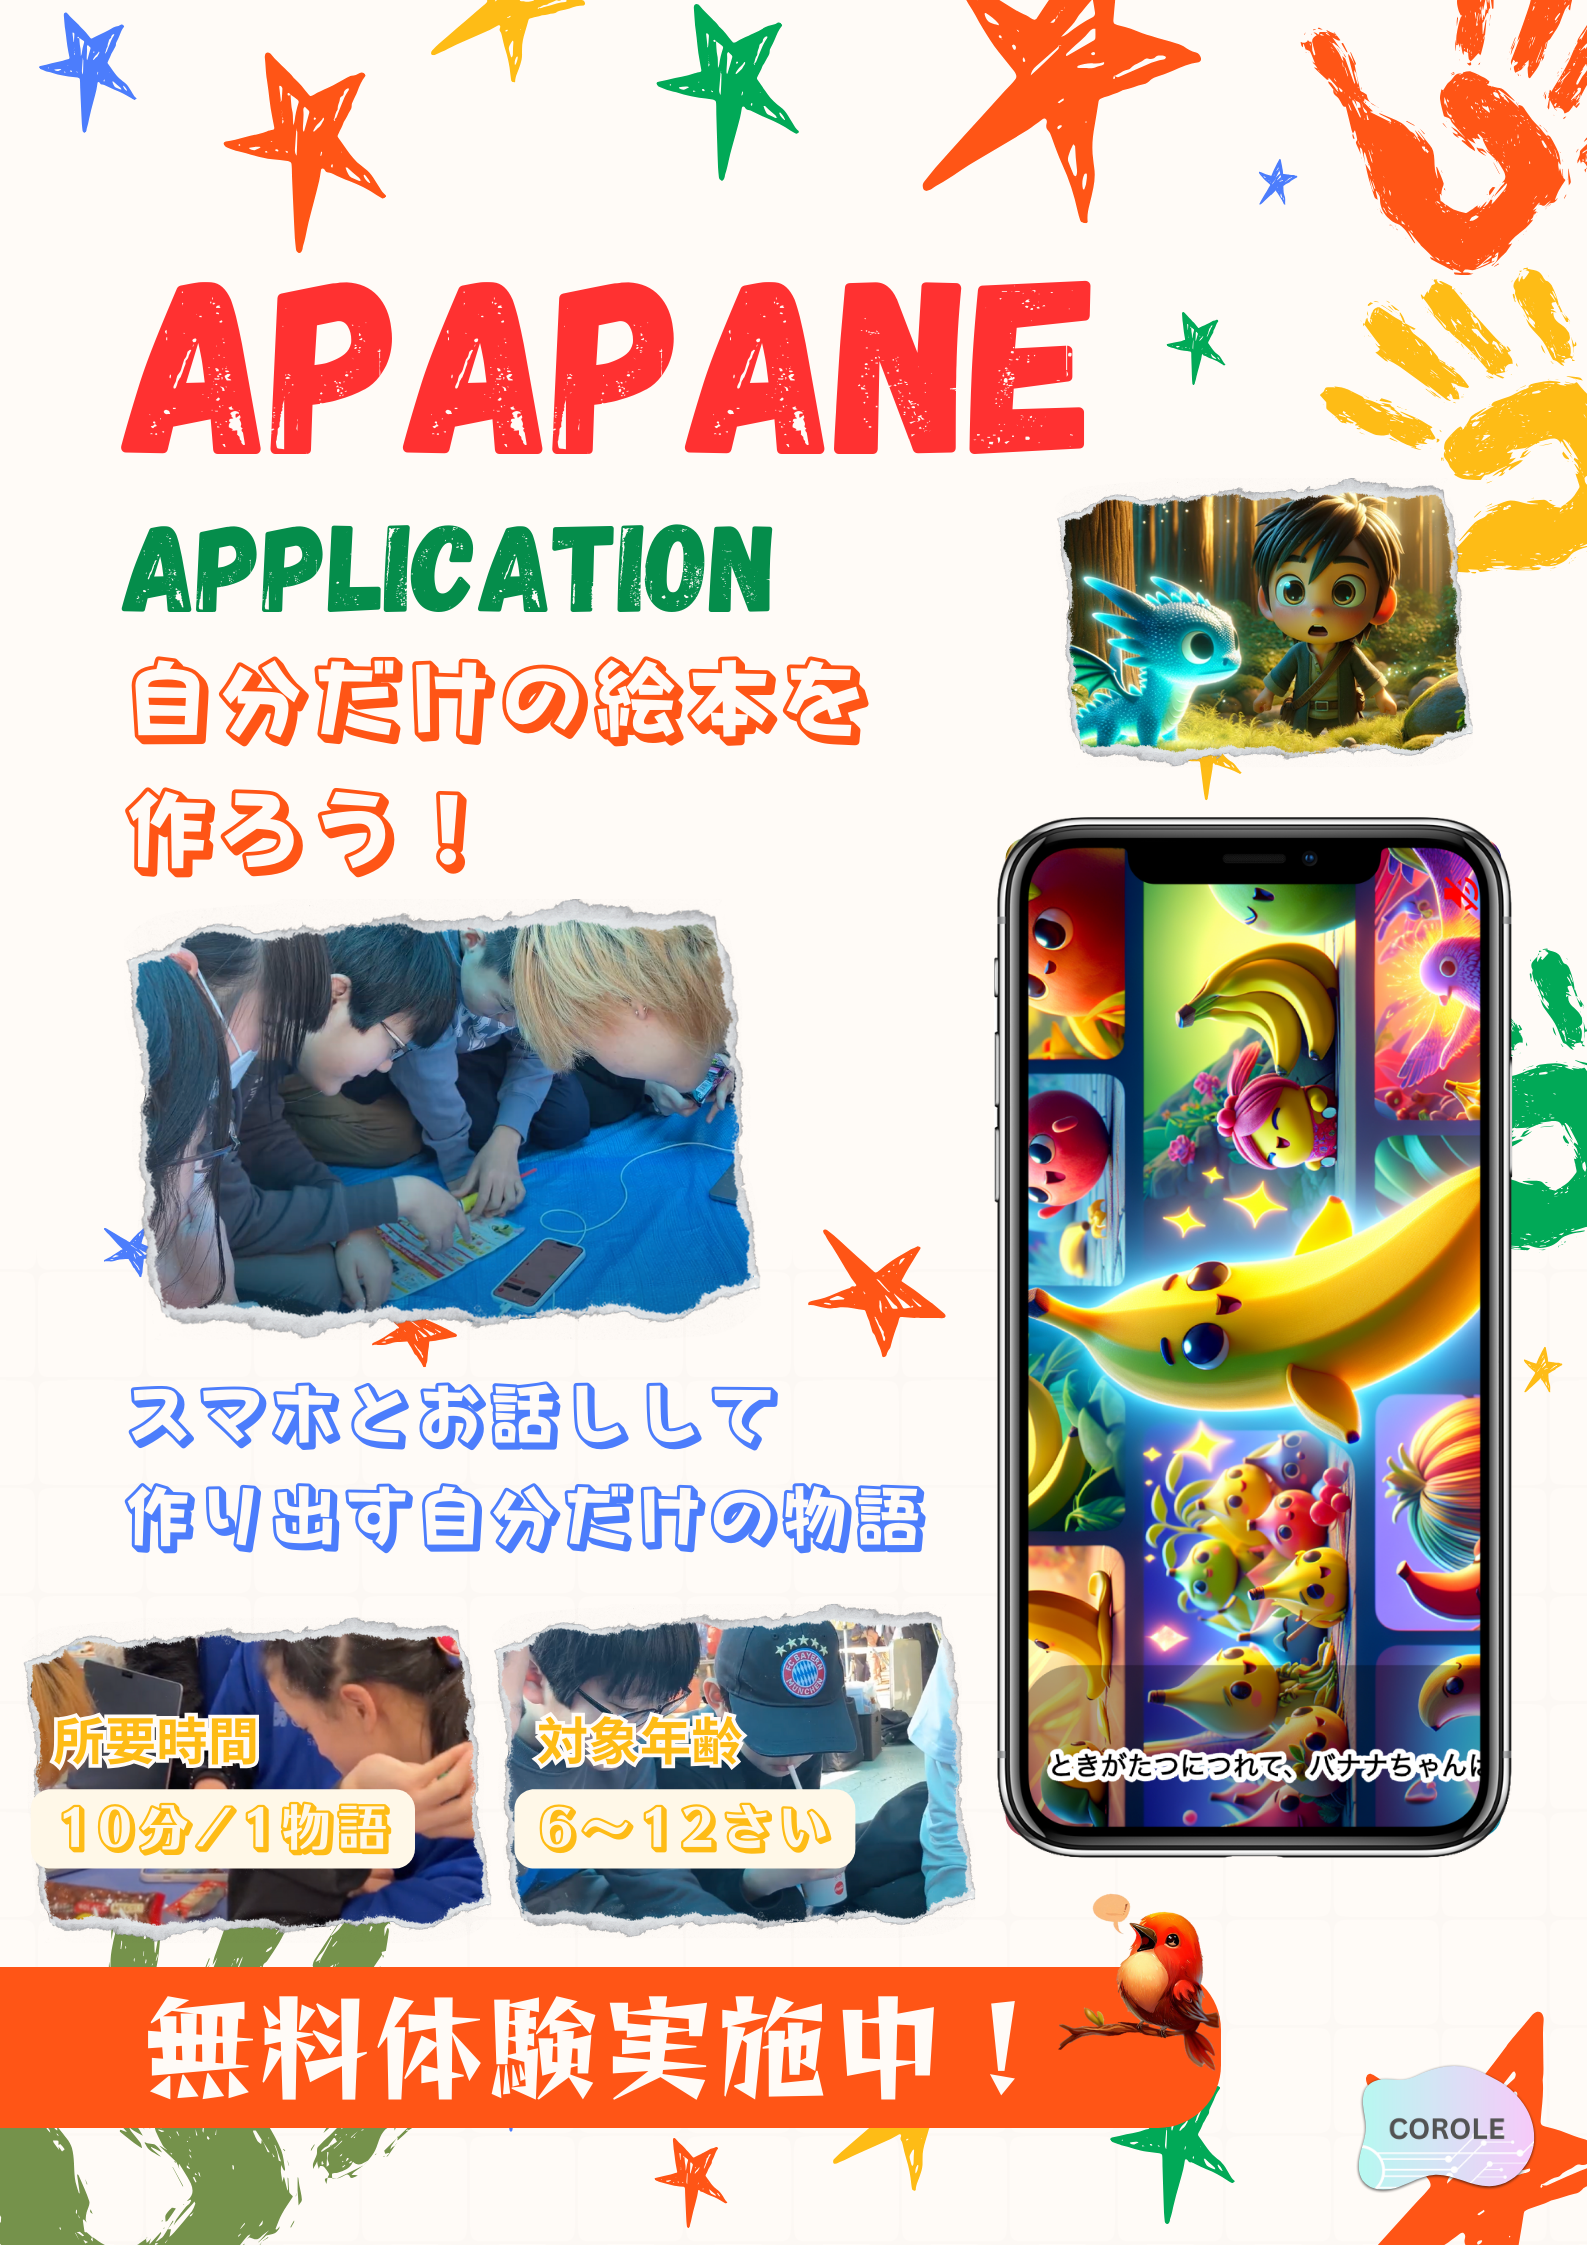 APAPANE
APPLICATION
自分だけの絵本を
作ろう！
スマホとお話しして
作り出す自分だけの物語
ときがたつにつれて、バナナちゃんは
所要時間
10分/1物語
対象年齢
6〜12さい
FC BAYERN
MÜNCHEN
無料体験実施中！
COROLE